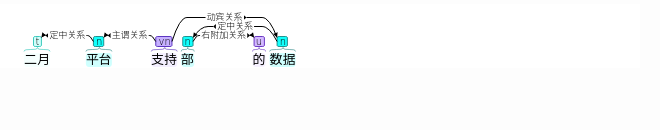 动宾关系
定中关系
定中关系 主谓关系 右附加关系
t n vn n u n
二月 平台 支持 部 的 数据